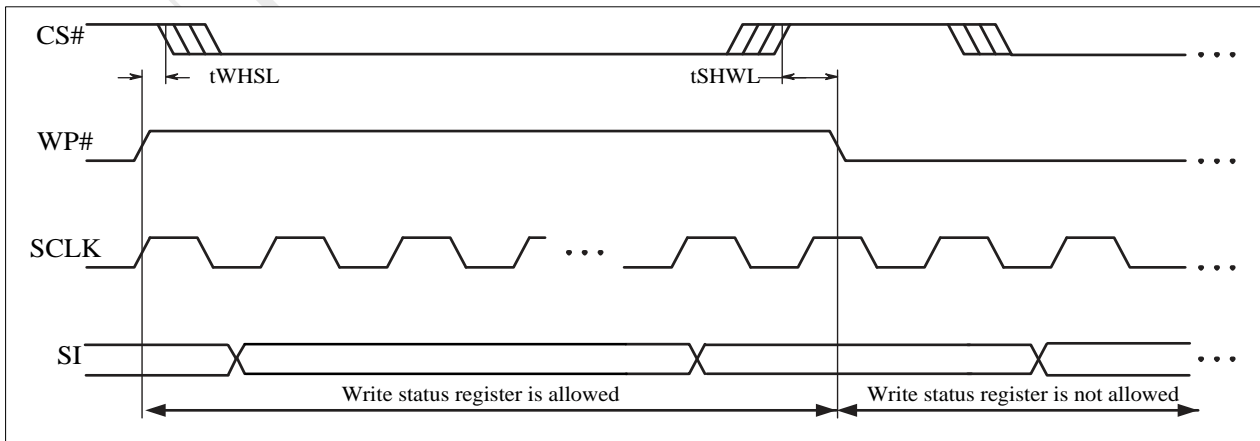 CS#
tWHSL
tSHWL
WP#
SCLK
SI
Write status register is allowed
Write status register is not allowed